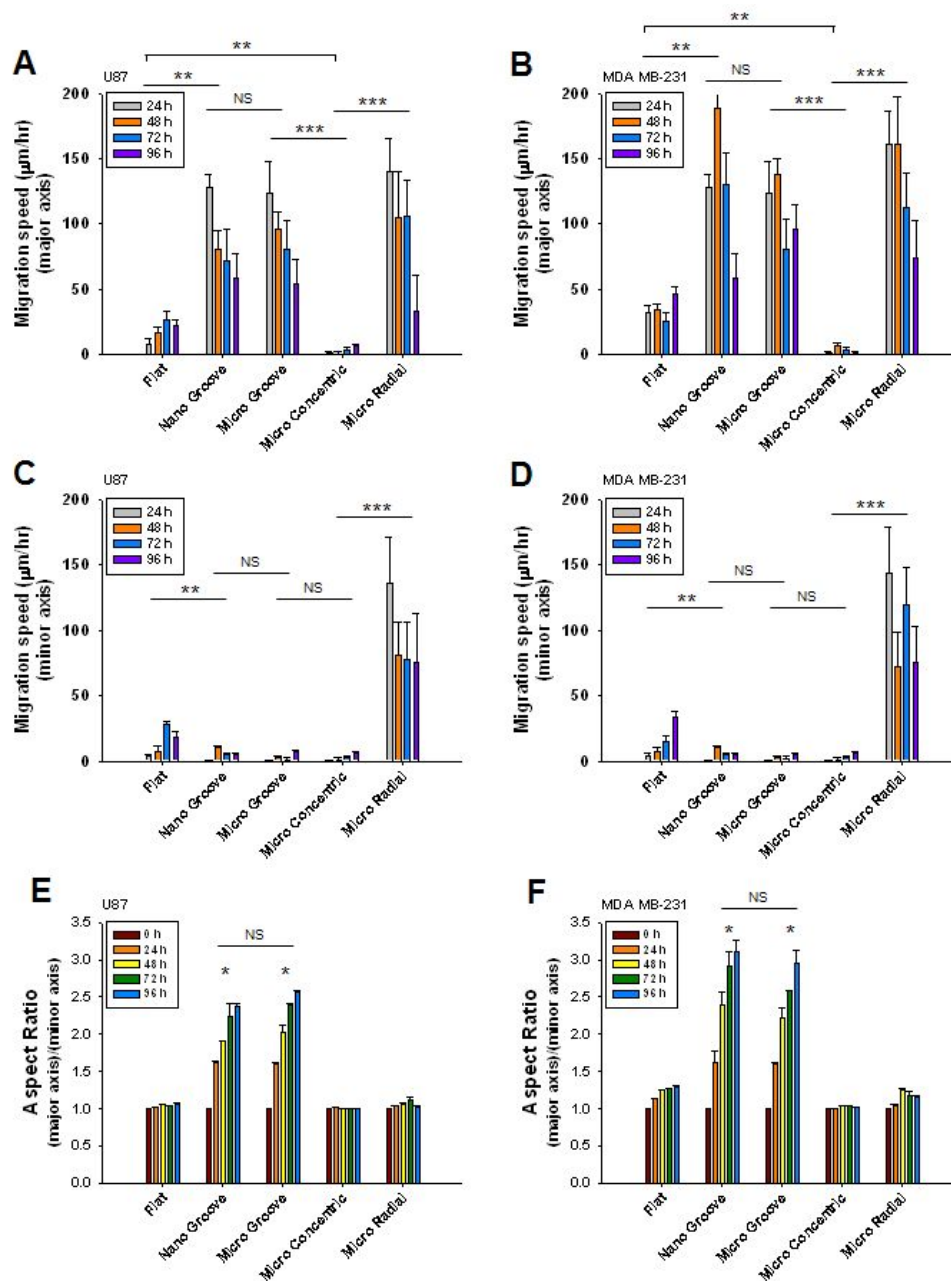 ** **
A B
U87 ** MDA MB-231 **
NS *** NS ***
*** ***
Migration speed (µm/hr)
(major axis)
200
150
100
50
0
24 h
48 h
72 h
96 h
Flat
Nano Groove
Micro Groove
Micro Concentric
Micro Radial
Migration speed (µm/hr)
(major axis)
200
150
100
50
0
24 h
48 h
72 h
96 h
Flat
Nano Groove
Micro Groove
Micro Concentric
Micro Radial
C
U87
Migration speed (µm/hr)
(minor axis)
200
150
100
50
0
24 h
48 h
72 h
96 h
***
NS
**
NS
Flat
Nano Groove
Micro Groove
Micro Concentric
Micro Radial
D
MDA MB-231
Migration speed (µm/hr)
(minor axis)
200
150
100
50
0
24 h
48 h
72 h
96 h
***
NS
**
NS
Flat
Nano Groove
Micro Groove
Micro Concentric
Micro Radial
E
U87
Aspect Ratio
(major axis)/(minor axis)
3.5
3.0
2.5
2.0
1.5
1.0
0.5
0.0
0 h
24 h
48 h
72 h
96 h
NS
* *
Flat
Nano Groove
Micro Groove
Micro Concentric
Micro Radial
F
MDA MB-231
Aspect Ratio
(major axis)/(minor axis)
3.5
3.0
2.5
2.0
1.5
1.0
0.5
0.0
0 h
24 h
48 h
72 h
96 h
NS
* *
Flat
Nano Groove
Micro Groove
Micro Concentric
Micro Radial